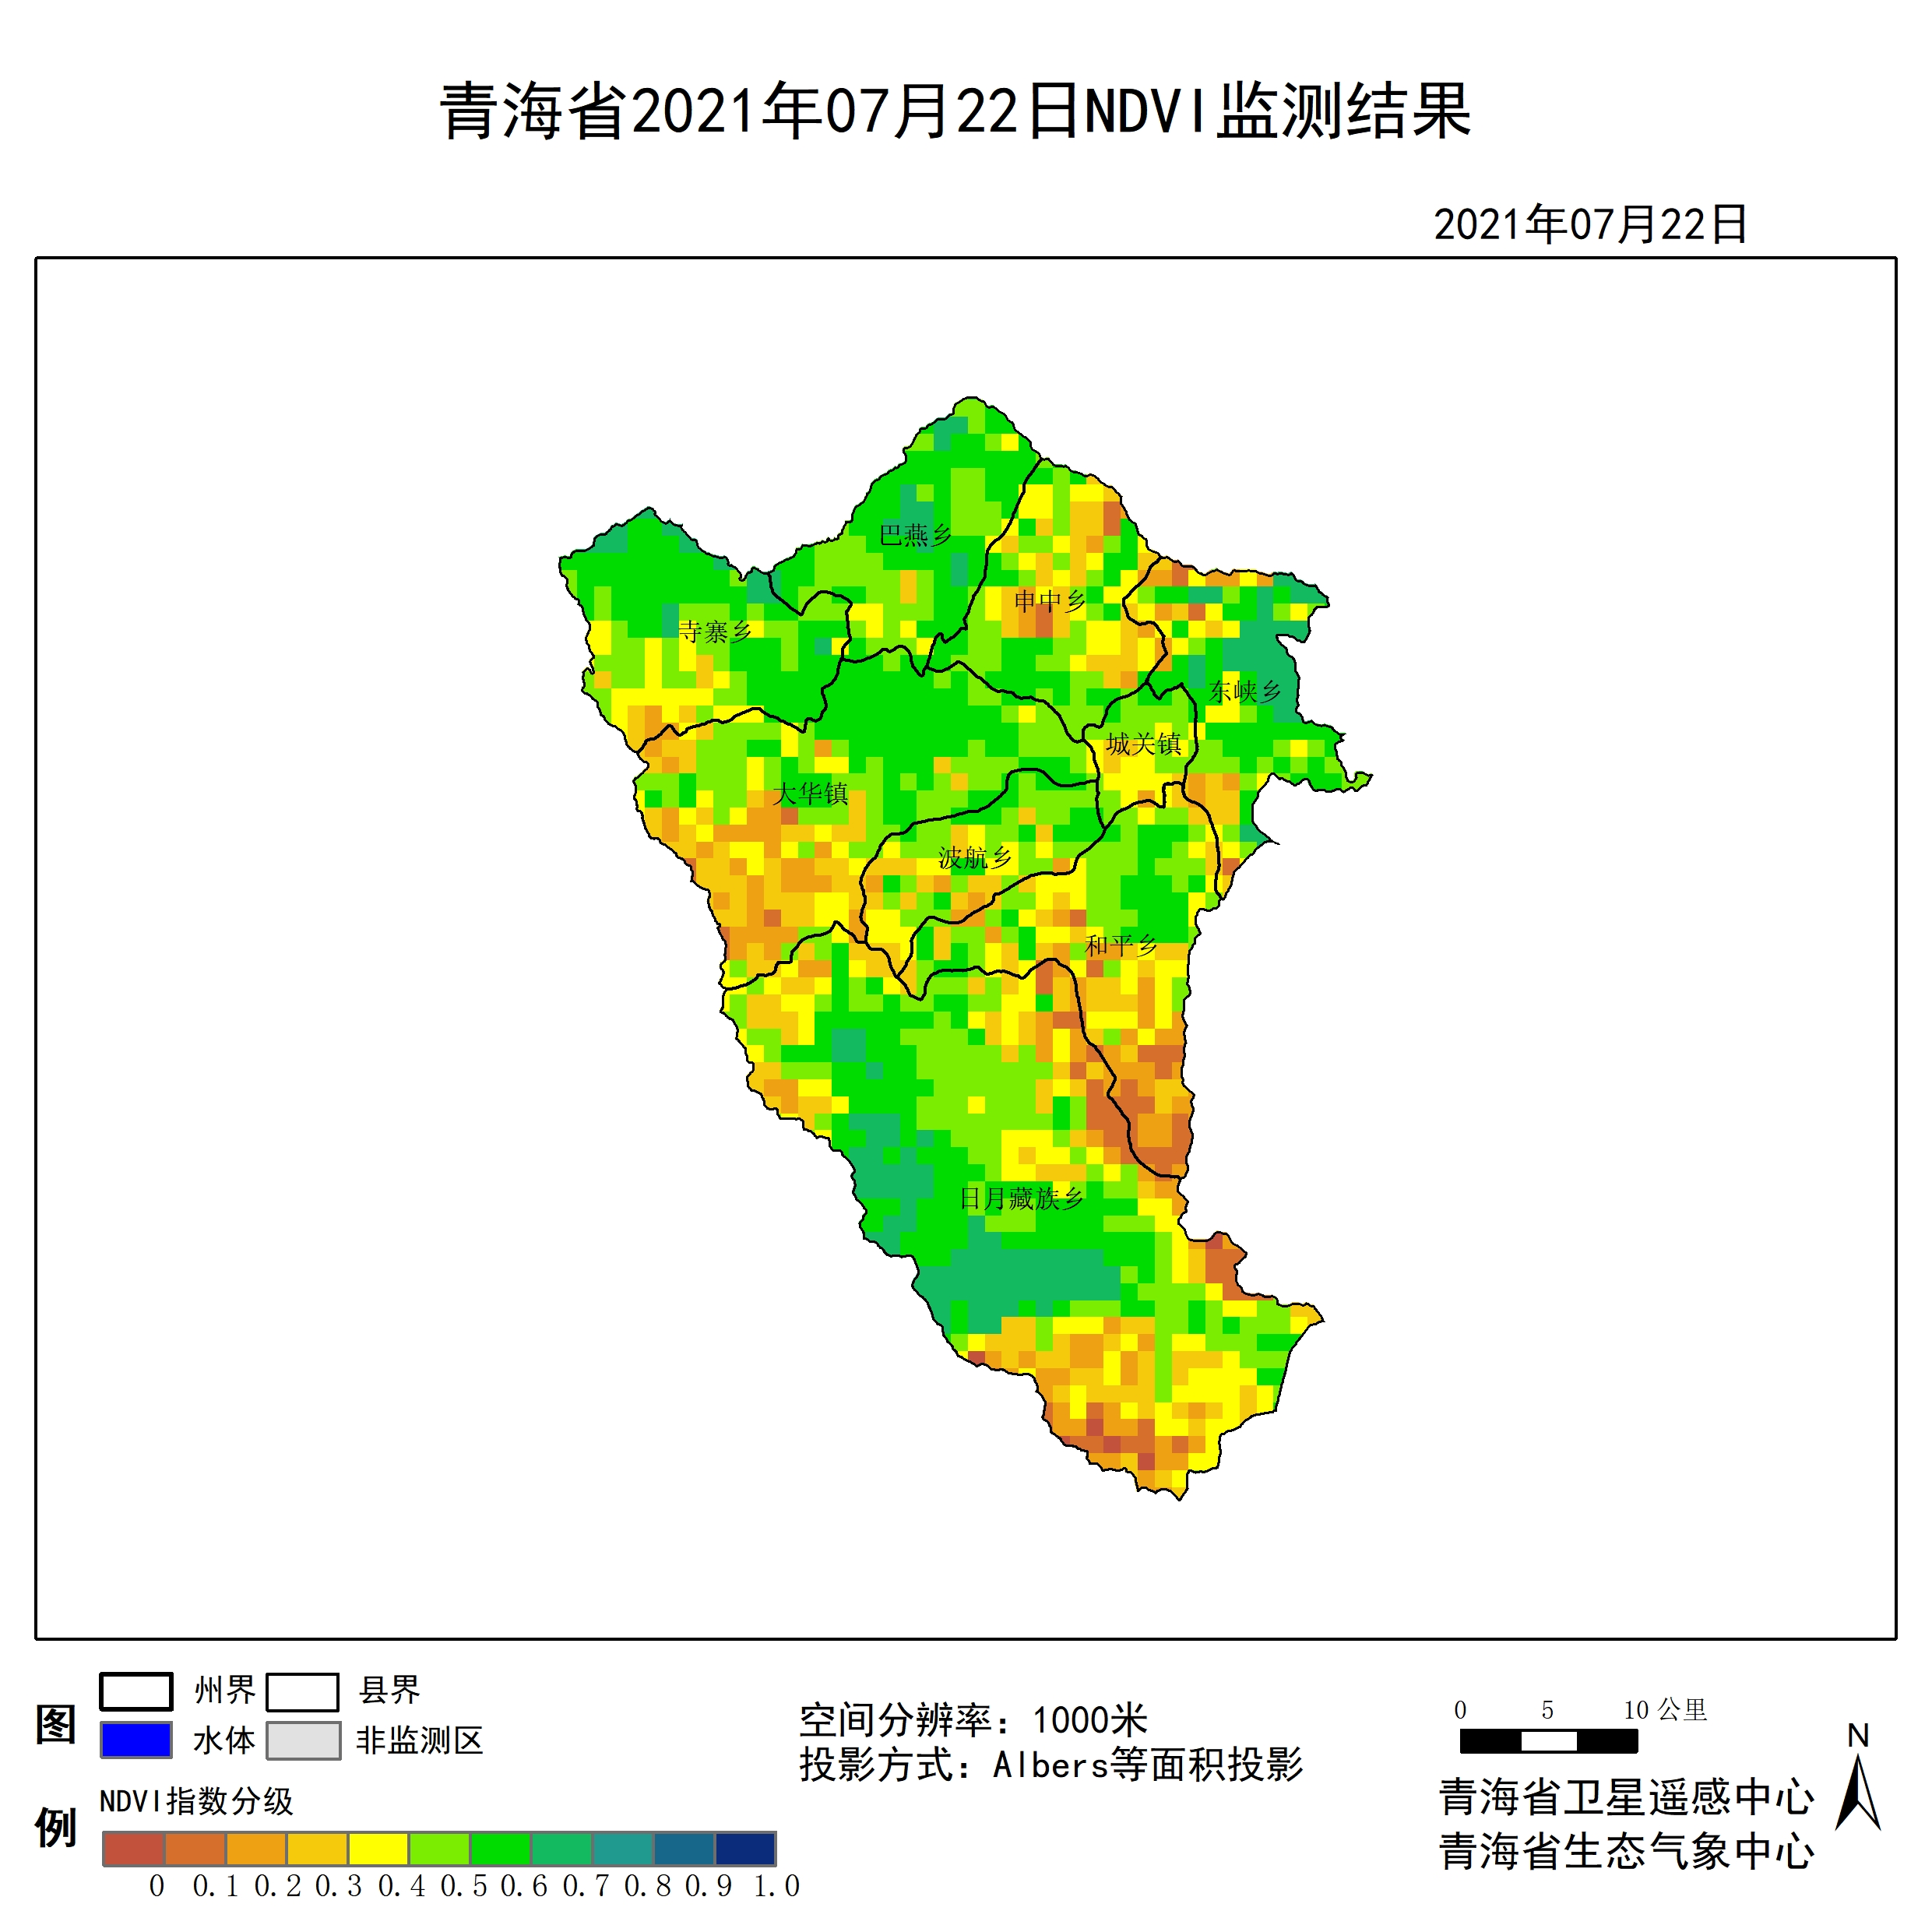 青海省2021年07月22日NDVI监测结果
2021年07月22日
巴燕乡
申中乡
寺寨乡
东峡乡
城关镇
大华镇
波航乡
和平乡
日月藏族乡
图例
州界
县界
水体
非监测区
NDVI指数分级
0 0.1 0.2 0.3 0.4 0.5 0.6 0.7 0.8 0.9 1.0
空间分辨率：1000米
投影方式：Albers等面积投影
0 5 10 公里
N
青海省卫星遥感中心
青海省生态气象中心